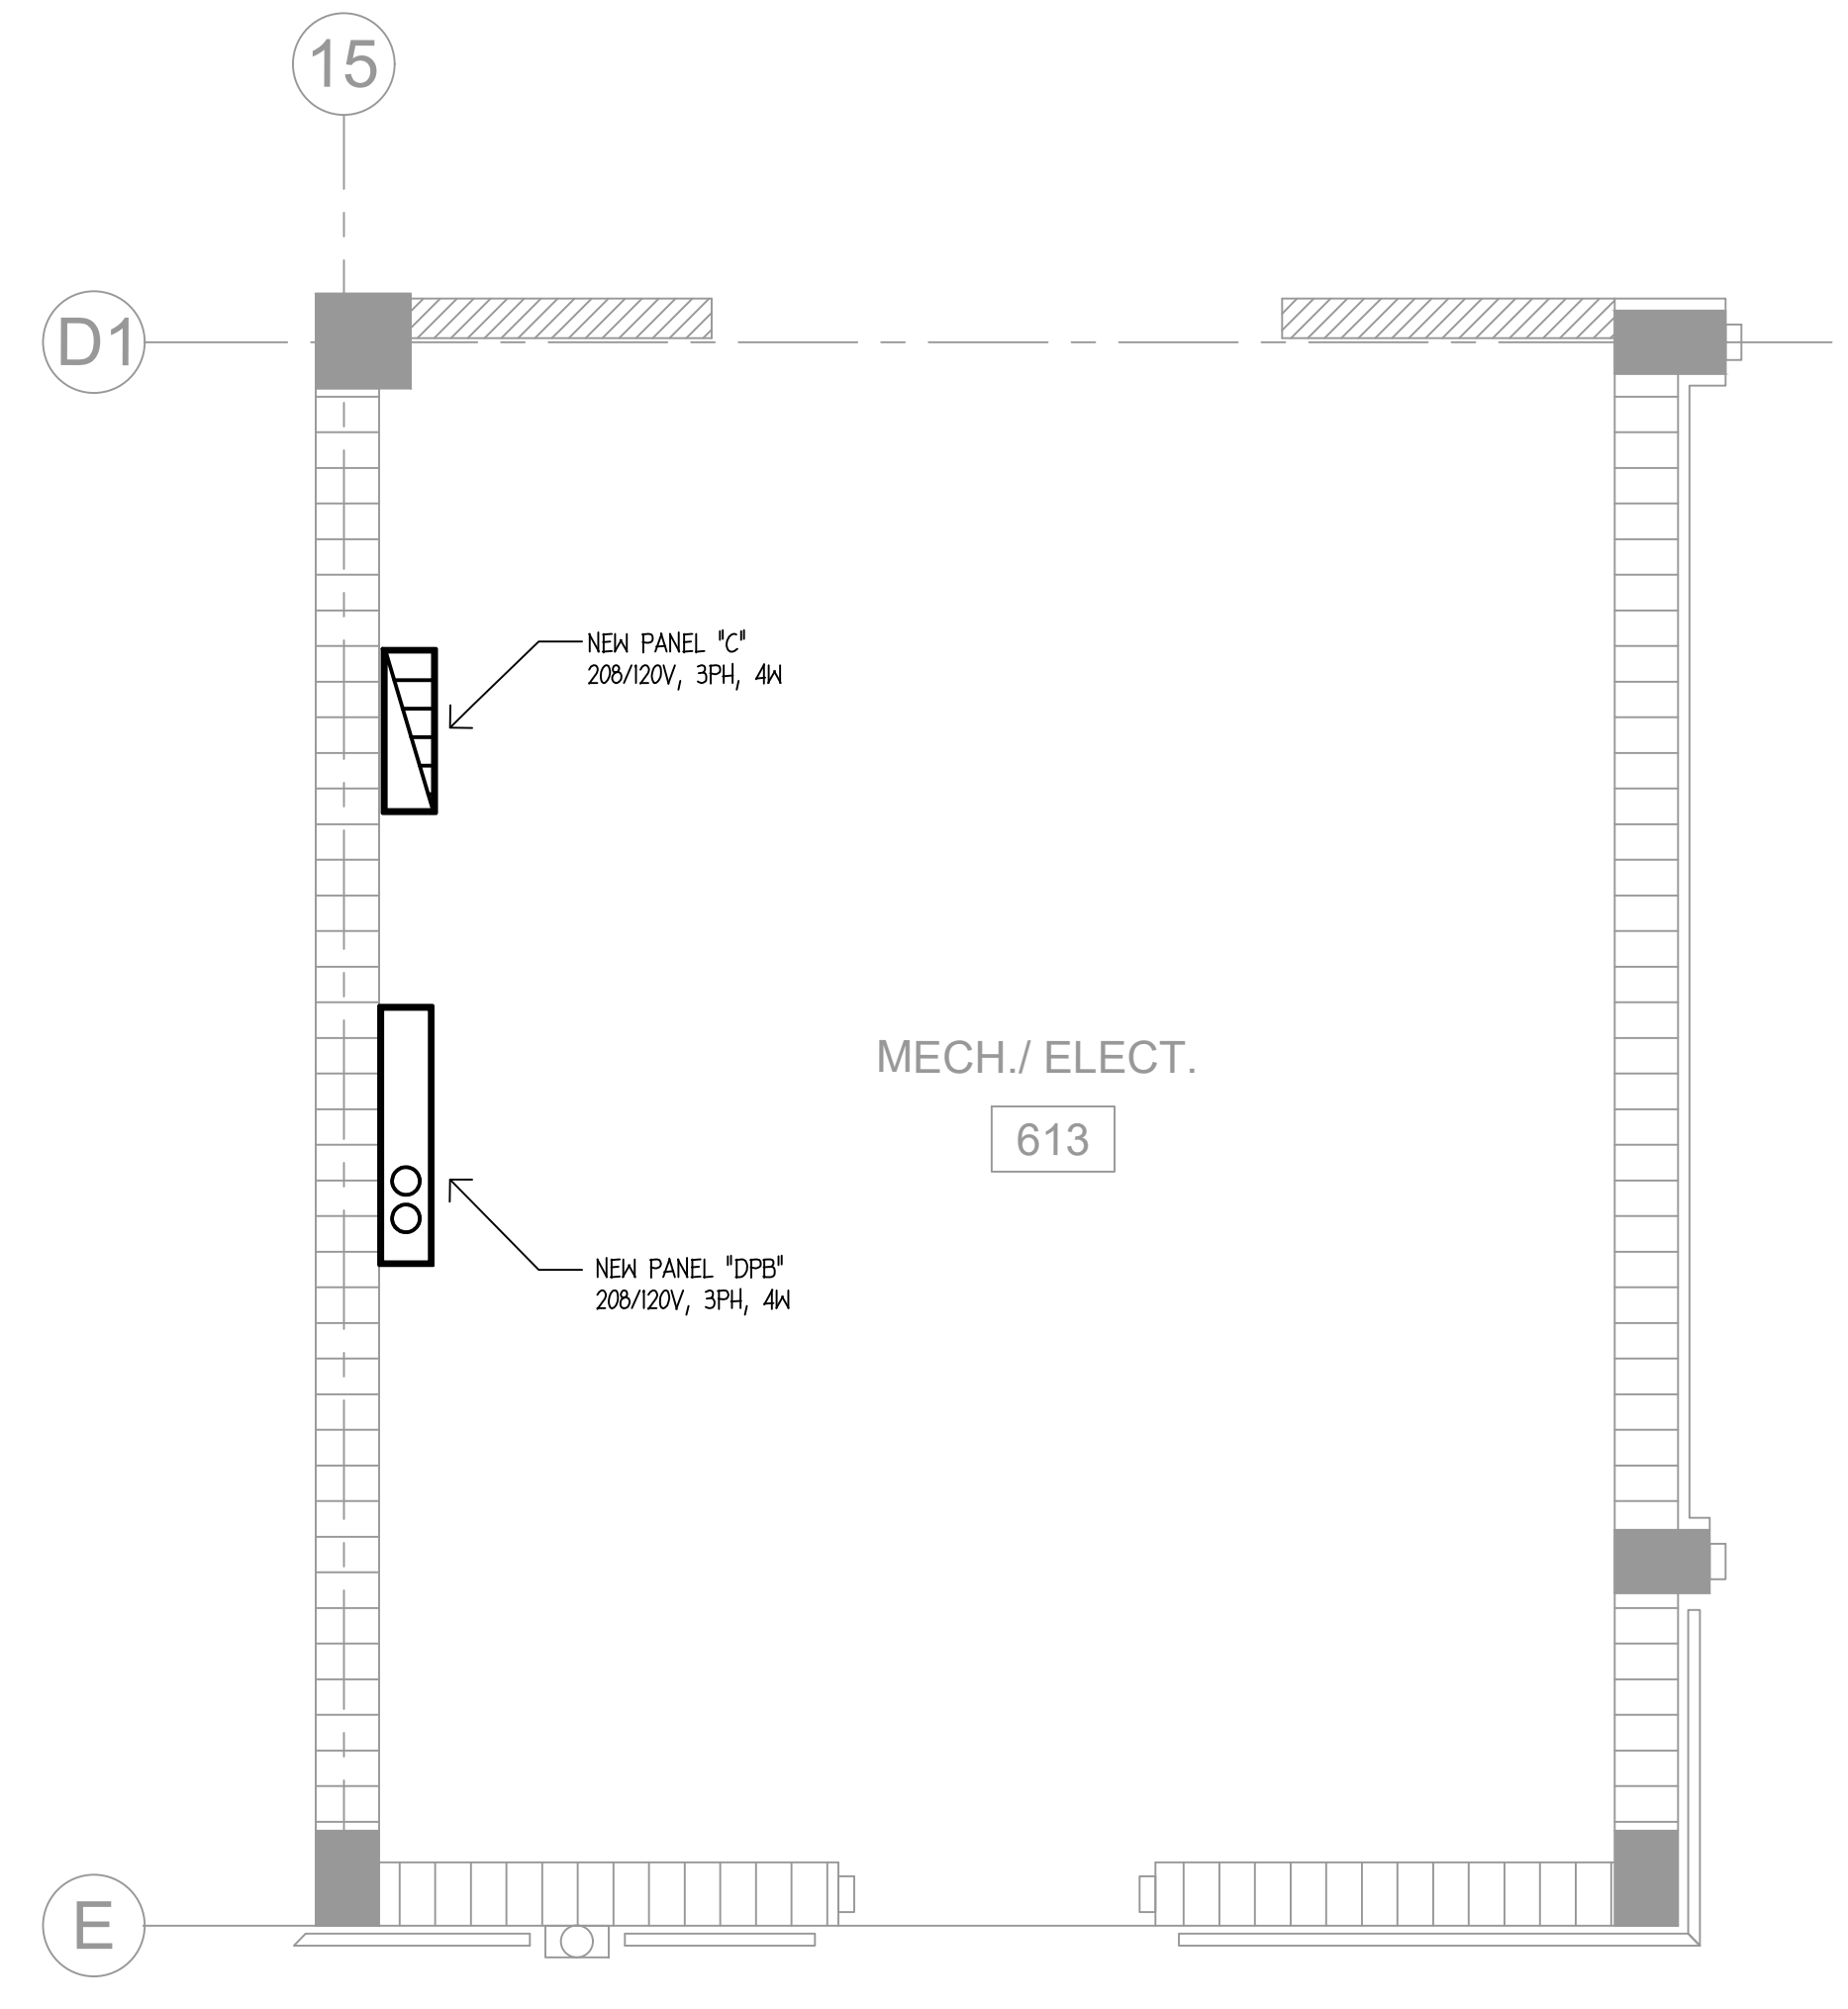 15
D1
NEW PANEL "C"
208/120V, 3PH, 4W
MECH./ ELECT.
613
NEW PANEL "DPB"
208/120V, 3PH, 4W
E